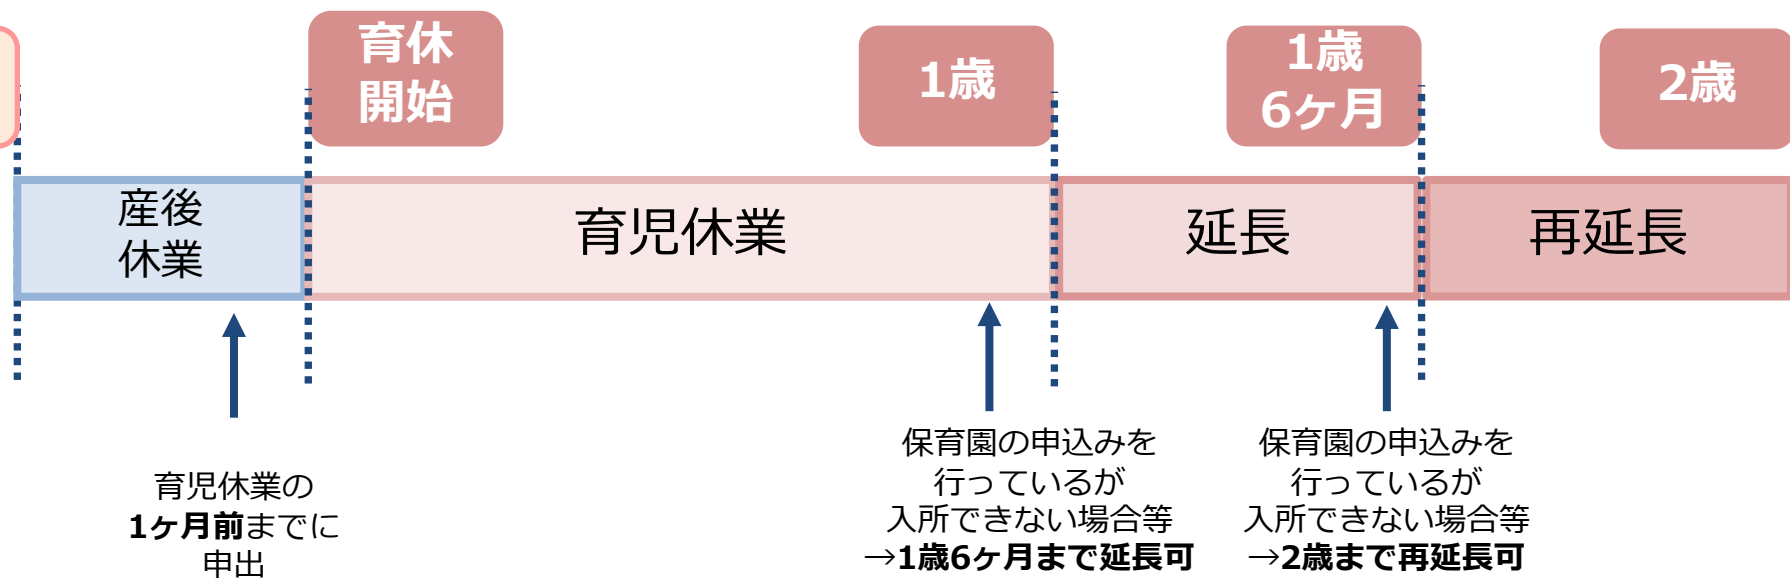 育休
開始
1歳
1歳
6ヶ月
2歳
産後
休業
育児休業
延長
再延長
育児休業の
1ヶ月前までに
申出
保育園の申込みを
行っているが
入所できない場合等
→1歳6ヶ月まで延長可
保育園の申込みを
行っているが
入所できない場合等
→2歳まで再延長可